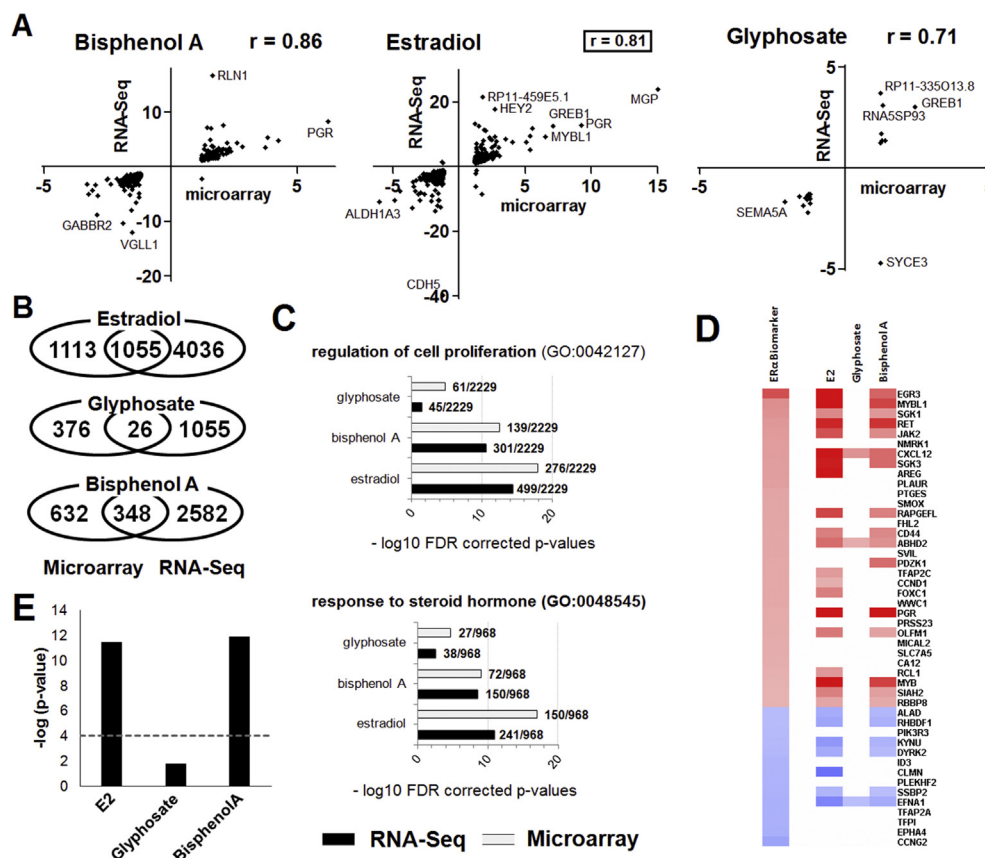 A
Bisphenol A
r = 0.86
RNA-Seq
RLN1
10
PGR
-5
5
microarray
GABBR2
-10
VGLL1
-20
Estradiol
r = 0.81
RNA-Seq
20
RP11-459E5.1
HEY2
MGP
GREB1
PGR
MYBL1
-5
5
10
15
microarray
ALDH1A3
-20
CDH5
-40
Glyphosate
r = 0.71
5
RP11-335O13.8
GREB1
RNA5SP93
RNA-Seq
-5
microarray
SEMA5A
-5
SYCE3
B
Estradiol
1113 1055 4036
Glyphosate
376 26 1055
Bisphenol A
632 348 2582
Microarray RNA-Seq
C
regulation of cell proliferation (GO:0042127)
glyphosate
61/2229
45/2229
bisphenol A
139/2229
301/2229
estradiol
276/2229
499/2229
0 10 20
- log10 FDR corrected p-values
response to steroid hormone (GO:0048545)
glyphosate
27/968
38/968
bisphenol A
72/968
150/968
estradiol
150/968
241/968
0 10 20
- log10 FDR corrected p-values
RNA-Seq Microarray
D
ERαBiomarker
E2
Glyphosate
BisphenolA
EGR3
MYBL1
SGK1
RET
JAK2
NMRK1
CXCL12
SGK3
AREG
PLAUR
PTGES
SMOX
RAPGEFL
FHL2
CD44
ABHD2
SVIL
PDZK1
TFAP2C
CCND1
FOXC1
WWC1
PGR
PRSS23
OLFM1
MICAL2
SLC7A5
CA12
RCL1
MYB
SIAH2
RBBP8
ALAD
RHBDF1
PIK3R3
KYNU
DYRK2
ID3
CLMN
PLEKHF2
SSBP2
EFNA1
TFAP2A
TFPI
EPHA4
CCNG2
E
-log (p-value)
14
12
10
8
6
4
2
0
E2
Glyphosate
BisphenolA